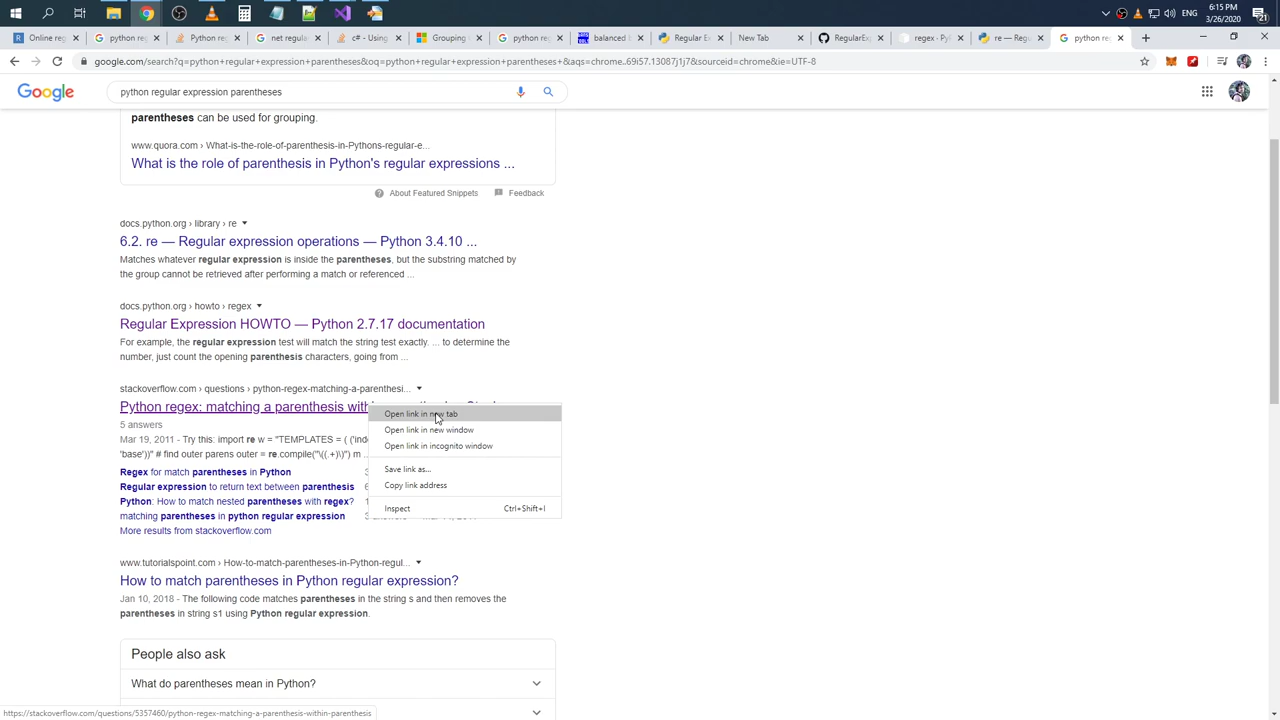 6:15 PM
ENG
3/26/2020
21
Online reg
python reg
Python reg
net regula
c# - Using
Grouping
python reg
balanced
Regular Ex
New Tab
RegularExp
regex - Py
re — Regu
python reg
google.com/search?q=python+regular+expression+parentheses&oq=python+regular+expression+parentheses+&aqs=chrome..69i57.13087j1j7&sourceid=chrome&ie=UTF-8
Google
python regular expression parentheses
parentheses can be used for grouping.
www.quora.com › What-is-the-role-of-parenthesis-in-Pythons-regular-e...
What is the role of parenthesis in Python's regular expressions ...
About Featured Snippets
Feedback
docs.python.org › library › re
6.2. re — Regular expression operations — Python 3.4.10 ...
Matches whatever regular expression is inside the parentheses, but the substring matched by
the group cannot be retrieved after performing a match or referenced ...
docs.python.org › howto › regex
Regular Expression HOWTO — Python 2.7.17 documentation
For example, the regular expression test will match the string test exactly. ... to determine the
number, just count the opening parenthesis characters, going from ...
stackoverflow.com › questions › python-regex-matching-a-parenthesi...
Python regex: matching a parenthesis with
5 answers
Mar 19, 2011 - Try this: import re w = "TEMPLATES = ( ('ind
'base'))" # find outer parens outer = re.compile("\((.+)\)") m ..
Regex for match parentheses in Python
Regular expression to return text between parenthesis
Python: How to match nested parentheses with regex?
matching parentheses in python regular expression
More results from stackoverflow.com
Open link in new tab
Open link in new window
Open link in incognito window
Save link as...
Copy link address
Inspect
Ctrl+Shift+I
www.tutorialspoint.com › How-to-match-parentheses-in-Python-regul...
How to match parentheses in Python regular expression?
Jan 10, 2018 - The following code matches parentheses in the string s and then removes the
parentheses in string s1 using Python regular expression.
People also ask
What do parentheses mean in Python?
https://stackoverflow.com/questions/5357460/python-regex-matching-a-parenthesis-within-parenthesis